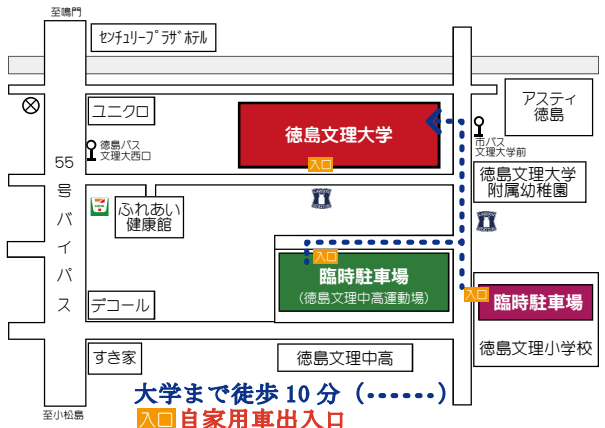 至鳴門
センチュリープラザホテル
ユニクロ
徳島バス
文理大西口
55号バイパス
ふれあい
健康館
デコール
すき家
至小松島
徳島文理大学
入口
アスティ
徳島
市バス
文理大学前
徳島文理大学
附属幼稚園
入口
臨時駐車場
(徳島文理中高運動場)
入口
臨時駐車場
徳島文理小学校
徳島文理中高
大学まで徒歩 10 分（・・・・・・）
入口自家用車出入口